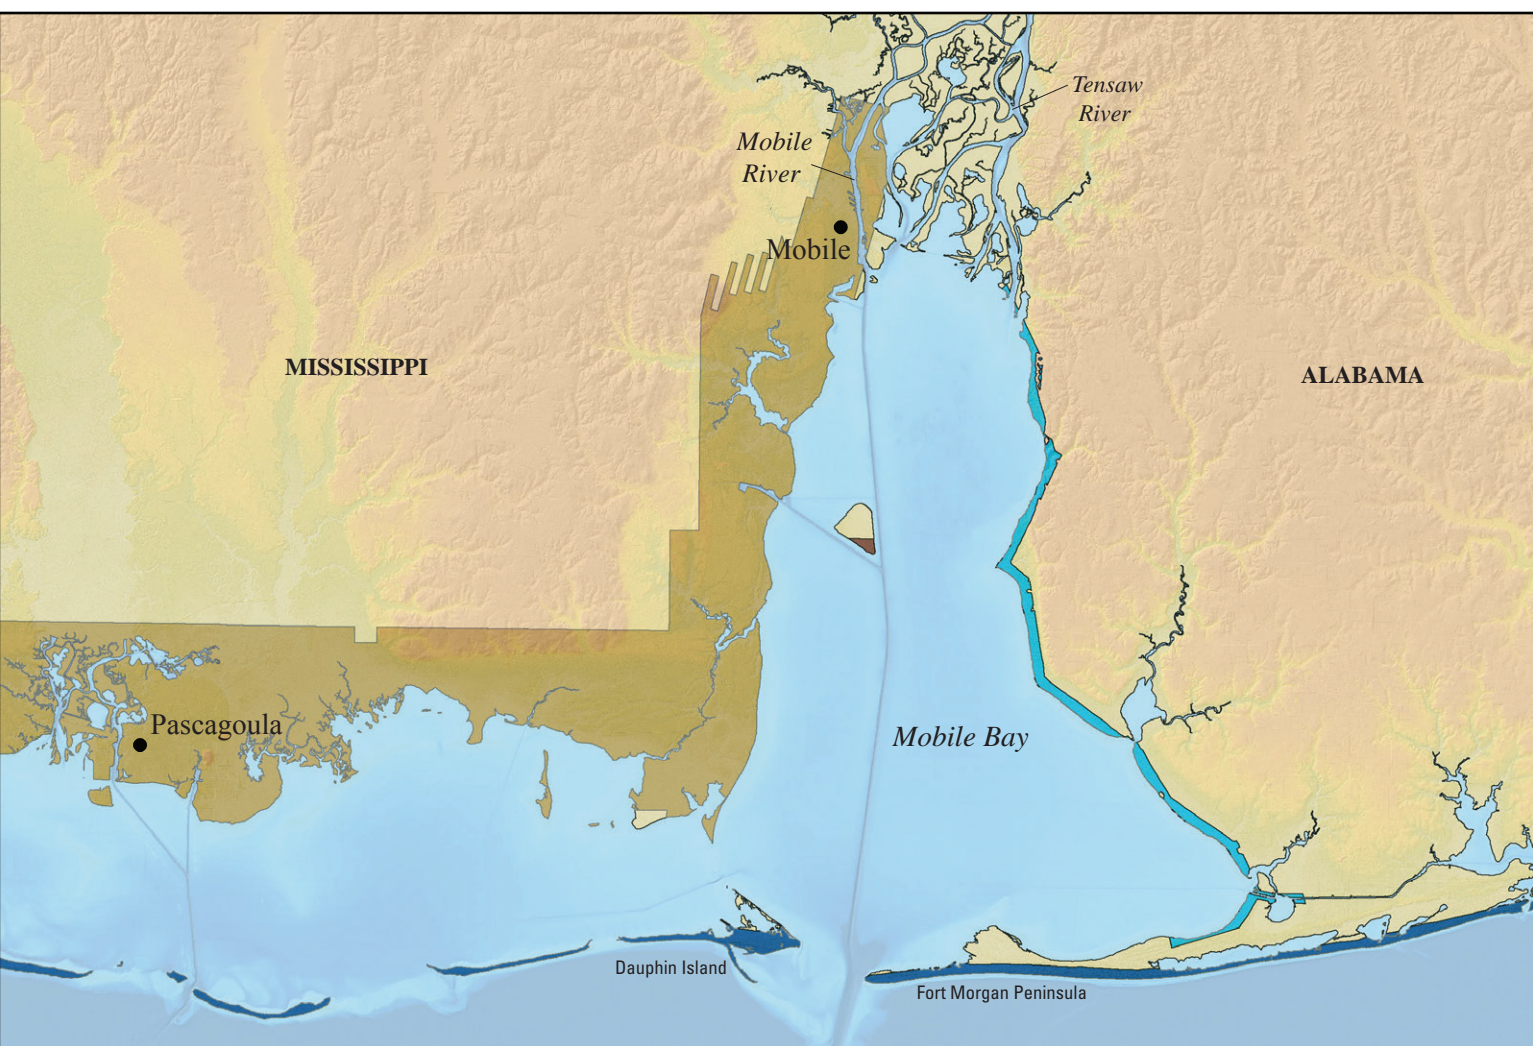 Tensaw
River
Mobile
River
Mobile
MISSISSIPPI
ALABAMA
Pascagoula
Mobile Bay
Dauphin Island
Fort Morgan Peninsula